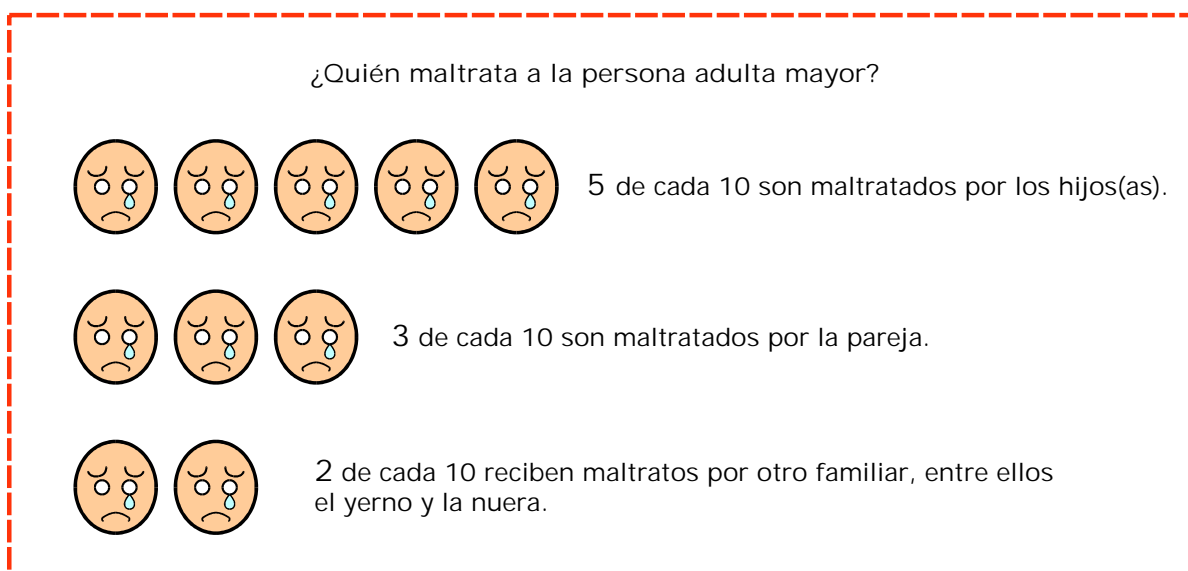 ¿Quién maltrata a la persona adulta mayor?
5 de cada 10 son maltratados por los hijos(as).
3 de cada 10 son maltratados por la pareja.
2 de cada 10 reciben maltratos por otro familiar, entre ellos
el yerno y la nuera.